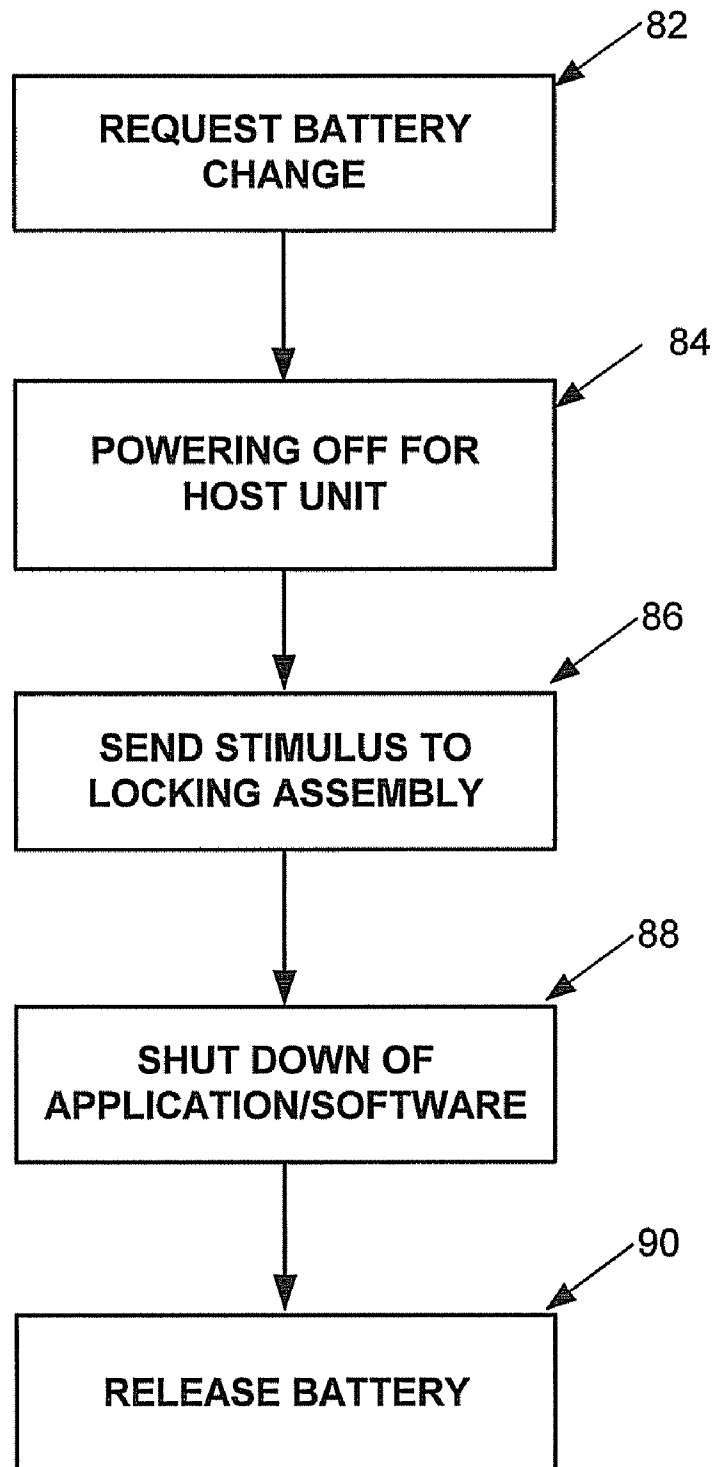 82
REQUEST BATTERY
CHANGE
84
POWERING OFF FOR
HOST UNIT
86
SEND STIMULUS TO
LOCKING ASSEMBLY
88
SHUT DOWN OF
APPLICATION/SOFTWARE
90
RELEASE BATTERY